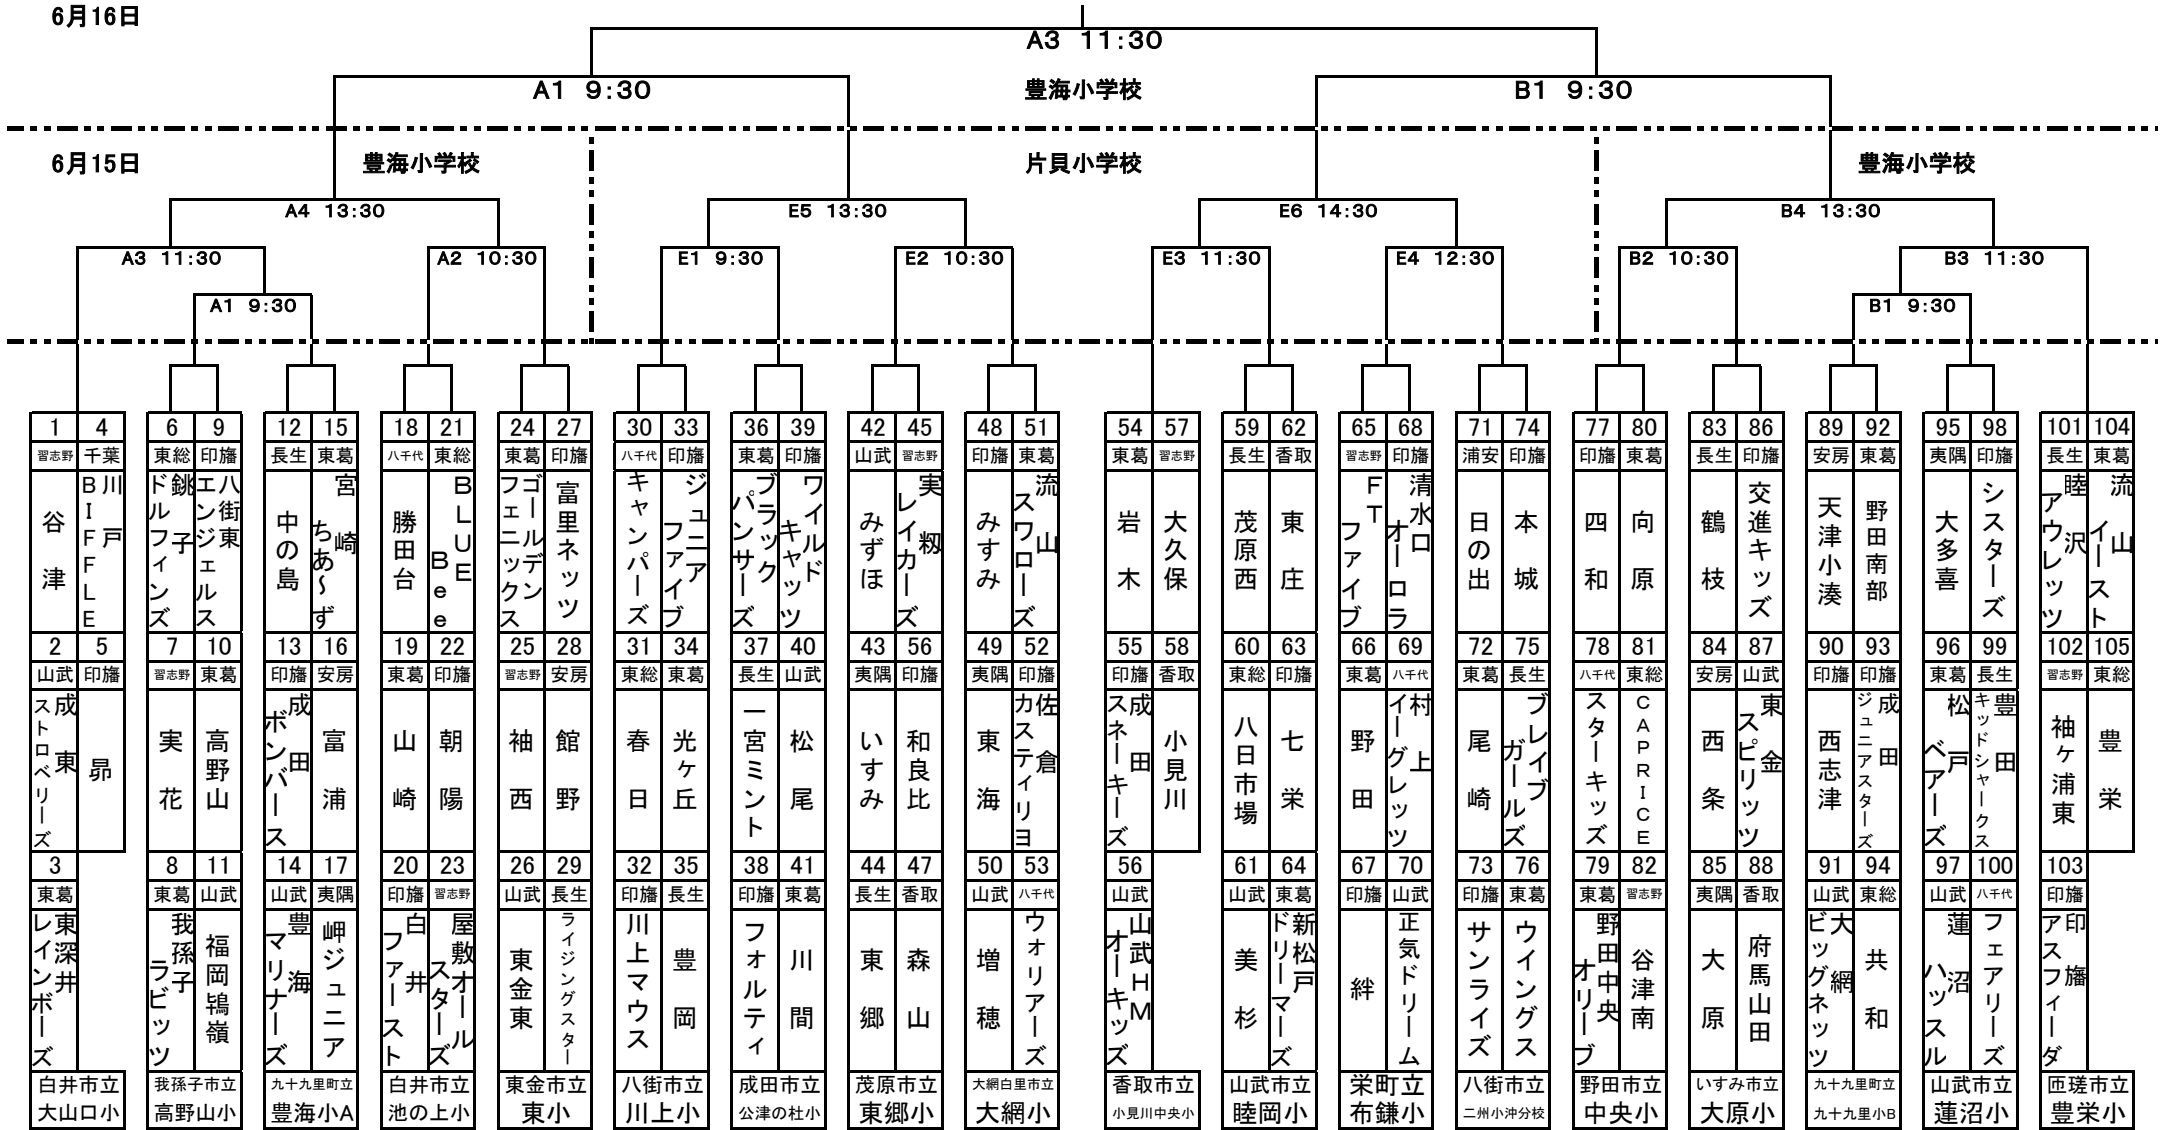 6月16日
A3 11:30
A1 9:30
豊海小学校
B1 9:30
6月15日
豊海小学校
片貝小学校
豊海小学校
A4 13:30
E5 13:30
E6 14:30
B4 13:30
A3 11:30
A2 10:30
E1 9:30
E2 10:30
E3 11:30
E4 12:30
B2 10:30
B3 11:30
A1 9:30
B1 9:30
1 4 6 9 12 15 18 21 24 27 30 33 36 39 42 45 48 51 54 57 59 62 65 68 71 74 77 80 83 86 89 92 95 98 101 104
習志野 千葉 東総 印旛 長生 東葛 八千代 東総 東葛 印旛 八千代 印旛 東葛 印旛 山武 習志野 印旛 東葛 東葛 習志野 長生 香取 習志野 印旛 浦安 印旛 印旛 東葛 長生 印旛 安房 東葛 夷隅 印旛 長生 東葛
谷津
川戸BIFFLE
銚子ドルフィンズ
八街東エンジェルス
中の島
宮崎ちあ～ず
勝田台
BLUE Bee
ゴールデンフェニックス
富里ネッツ
キャンパーズ
ジュニアファイブ
ブラックパンサーズ
ワイルドキャッツ
みずほ
実籾レイカーズ
みすみ
流山スワローズ
岩木
大久保
茂原西
東庄
FTファイブ
清水口オーロラ
日の出
本城
四和
向原
鶴枝
交進キッズ
天津小湊
野田南部
大多喜
シスターズ
睦沢アウレッツ
流山イースト
2 5 7 10 13 16 19 22 25 28 31 34 37 40 43 56 49 52 55 58 60 63 66 69 72 75 78 81 84 87 90 93 96 99 102 105
山武 印旛 習志野 東葛 印旛 安房 東葛 印旛 習志野 安房 東総 東葛 長生 山武 夷隅 印旛 夷隅 印旛 印旛 香取 東総 印旛 東葛 八千代 東葛 長生 八千代 東総 安房 山武 印旛 印旛 東葛 長生 習志野 東総
成東ストロベリーズ
昴
実花
高野山
成田ボンバース
富浦
山崎
朝陽
袖西
館野
春日
光ヶ丘
一宮ミント
松尾
いすみ
和良比
東海
佐倉カスティリヨ
成田スネーキーズ
小見川
八日市場
七栄
野田
村上イーグレッツ
尾崎
ブレイブガールズ
スターキッズ
CAPRICE
西条
東金スピリッツ
西志津
成田ジュニアスターズ
松戸ベアーズ
豊田キッドシャークス
袖ヶ浦東
豊栄
3 8 11 14 17 20 23 26 29 32 35 38 41 44 47 50 53 56 61 64 67 70 73 76 79 82 85 88 91 94 97 100 103
東葛 東葛 山武 山武 夷隅 印旛 習志野 山武 長生 印旛 長生 印旛 東葛 長生 香取 山武 八千代 山武 山武 東葛 印旛 山武 印旛 東葛 東葛 習志野 夷隅 香取 山武 東総 山武 八千代 印旛
東深井レインボーズ
我孫子ラビッツ
福岡鴇嶺
豊海マリナーズ
岬ジュニア
白井ファースト
屋敷オールスターズ
東金東
ライジングスター
川上マウス
豊岡
フォルティ
川間
東郷
森山
増穂
ウォリアーズ
山武HMオーキッズ
美杉
新松戸ドリーマーズ
絆
正気ドリーム
サンライズ
ウイングス
野田中央オリーブ
谷津南
大原
府馬山田
大網ビッグネッツ
共和
蓮沼ハッスル
フェアリーズ
印旛アスフィーダ
白井市立 我孫子市立 九十九里町立 白井市立 東金市立 八街市立 成田市立 茂原市立 大網白里市立 香取市立 山武市立 栄町立 八街市立 野田市立 いすみ市立 九十九里町立 山武市立 匝瑳市立
大山口小 高野山小 豊海小A 池の上小 東小 川上小 公津の杜小 東郷小 大網小 小見川中央小 睦岡小 布鎌小 二州小沖分校 中央小 大原小 九十九里小B 蓮沼小 豊栄小